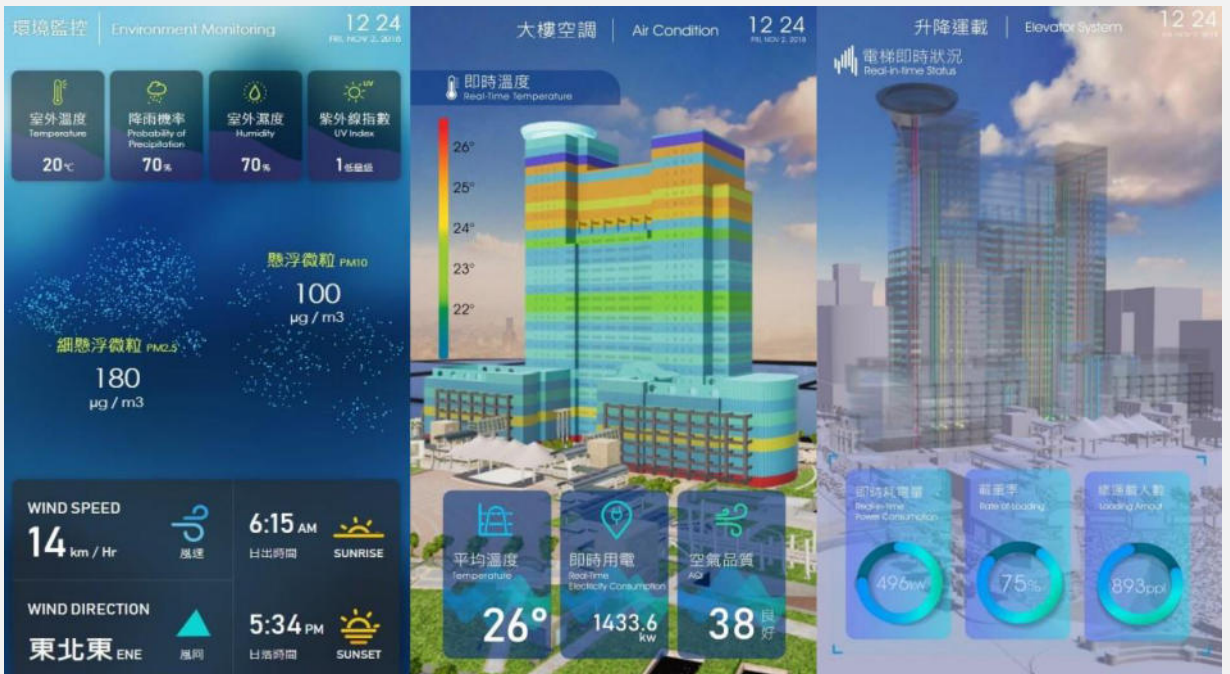 環境監控 Environment Monitoring
12 24
FRI, NOV 2, 2018
室外溫度
Temperature
20℃
降雨機率
Probability of
Precipitation
70%
室外濕度
Humidity
70%
UV
紫外線指數
UV Index
1低量級
懸浮微粒 PM10
100
μg / m3
細懸浮微粒 PM2.5
180
μg / m3
WIND SPEED
14 km / Hr
風速
6:15 AM
日出時間
SUNRISE
WIND DIRECTION
東北東 ENE
風向
5:34 PM
日落時間
SUNSET
大樓空調 Air Condition
12 24
FRI, NOV 2, 2018
即時溫度
Real-Time Temperature
26°
25°
24°
23°
22°
平均溫度
Temperature
26°
即時用電
Real-Time
Electricity Consumption
1433.6
kw
空氣品質
AQI
38 良好
升降運載 Elevator System
12 24
FRI, NOV 2, 2018
電梯即時狀況
Real-in-time Status
即時耗電量
Real-in-time
Power Consumption
496kw
載重率
Rate of Loading
75%
總運載人數
Loading Amout
893ppl